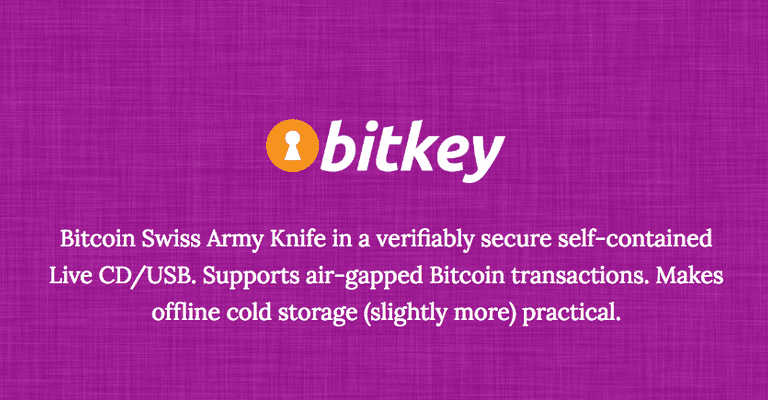 bitkey
Bitcoin Swiss Army Knife in a verifiably secure self-contained
Live CD/USB. Supports air-gapped Bitcoin transactions. Makes
offline cold storage (slightly more) practical.